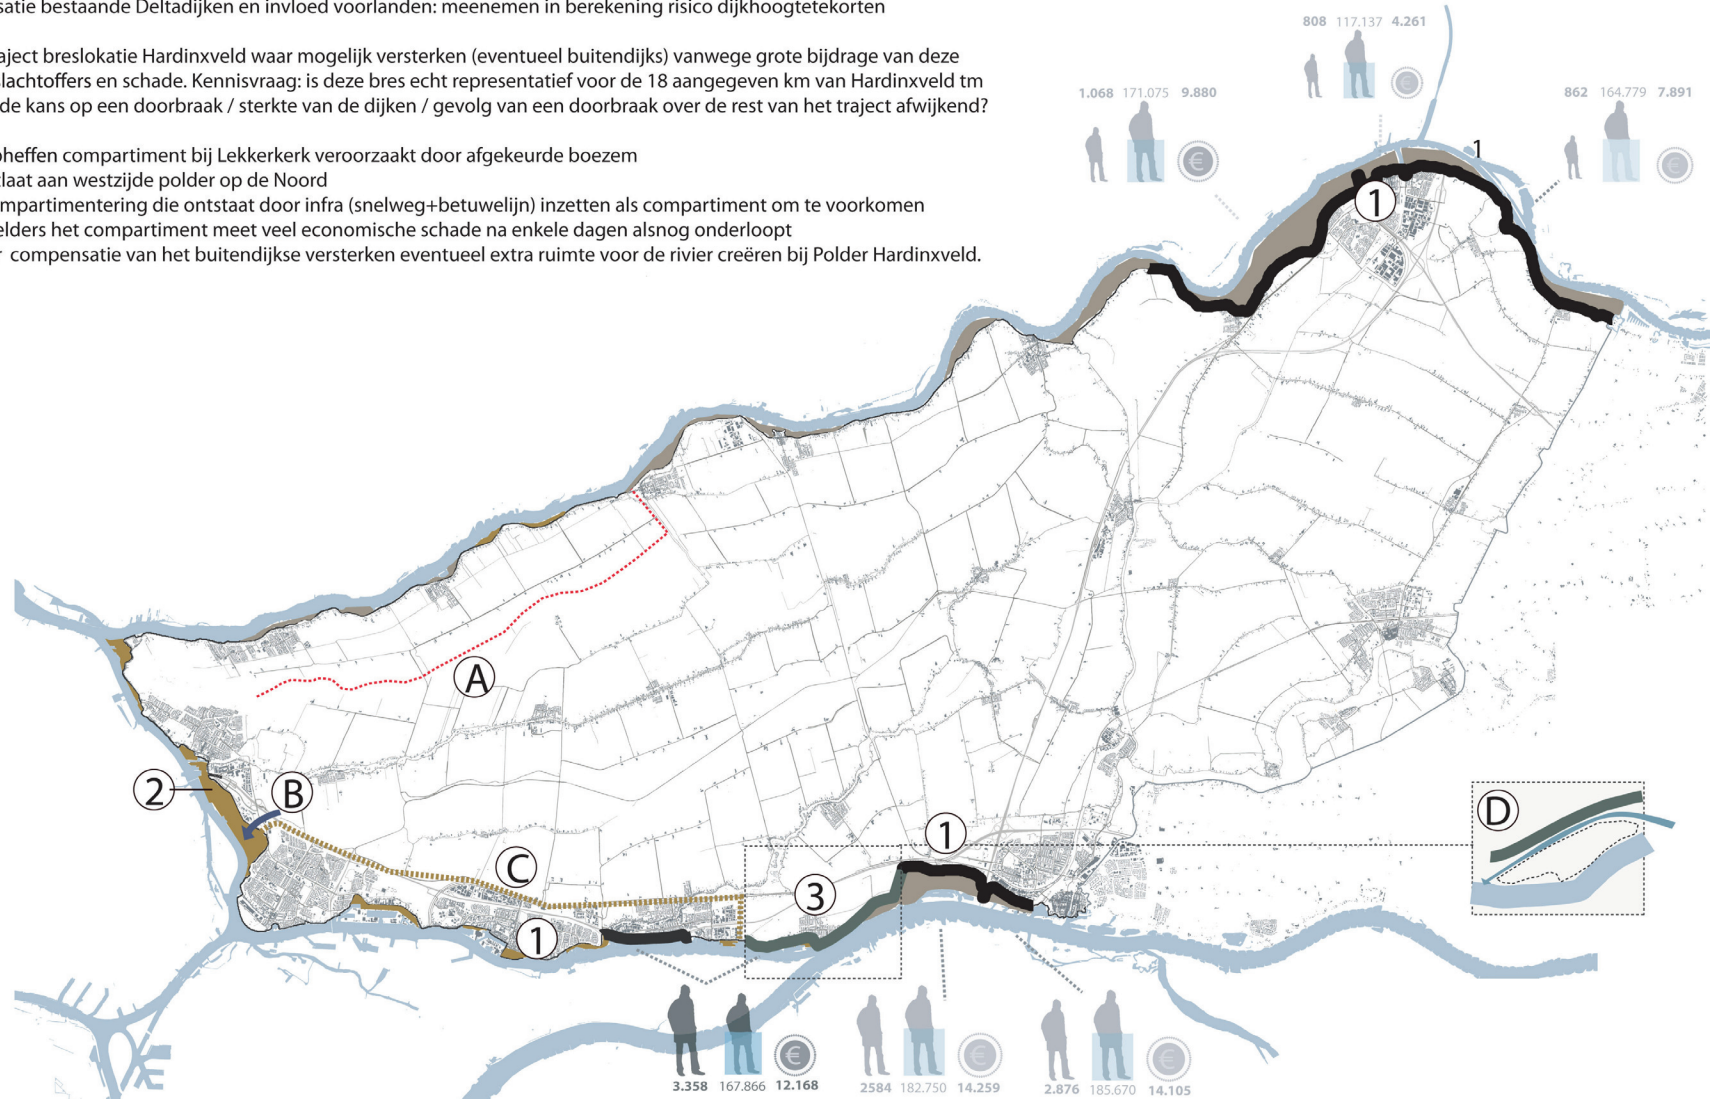 satie bestaande Deltadijken en invloed voorlanden: meenemen in berekening risico dijkhoogtetekorten
aject breslokatie Hardinxveld waar mogelijk versterken (eventueel buitendijks) vanwege grote bijdrage van deze
slachtoffers en schade. Kennisvraag: is deze bres echt representatief voor de 18 aangegeven km van Hardinxveld tm
de kans op een doorbraak / sterkte van de dijken / gevolg van een doorbraak over de rest van het traject afwijkend?
oheffen compartiment bij Lekkerkerk veroorzaakt door afgekeurde boezem
tlaat aan westzijde polder op de Noord
mpartimentering die ontstaat door infra (snelweg+betuwelijn) inzetten als compartiment om te voorkomen
elders het compartiment meet veel economische schade na enkele dagen alsnog onderloopt
r compensatie van het buitendijkse versterken eventueel extra ruimte voor de rivier creëren bij Polder Hardinxveld.
808 117.137 4.261
1.068 171.075 9.880
862 164.779 7.891
1
1
A
2
B
C
1
3
1
D
3.358 167.866 12.168
2584 182.750 14.259
2.876 185.670 14.105